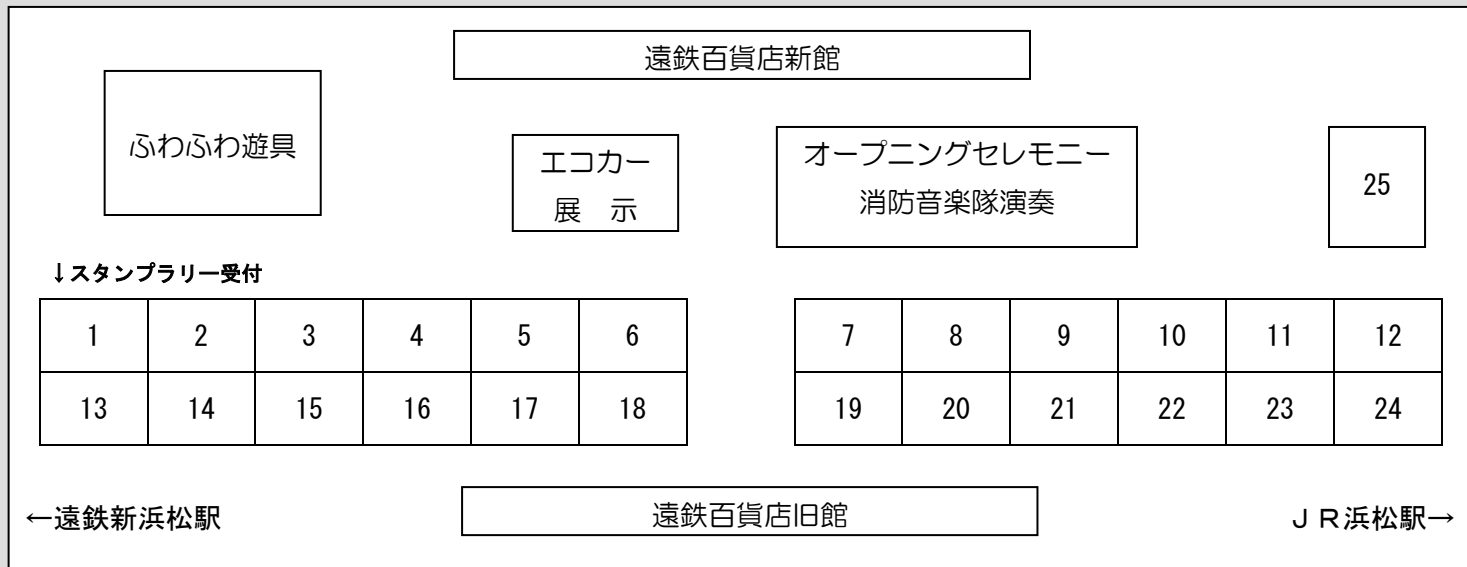 遠鉄百貨店新館
ふわふわ遊具
エコカー
展　示
オープニングセレモニー
消防音楽隊演奏
25
↓スタンプラリー受付
1 2 3 4 5 6 7 8 9 10 11 12
13 14 15 16 17 18 19 20 21 22 23 24
←遠鉄新浜松駅
遠鉄百貨店旧館
ＪＲ浜松駅→